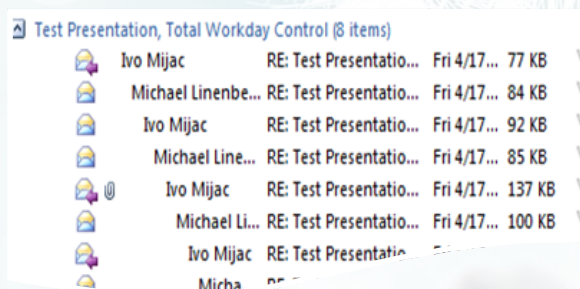 Test Presentation, Total Workday Control (8 items)
Ivo Mijac RE: Test Presentatio... Fri 4/17... 77 KB
Michael Linenbe... RE: Test Presentatio... Fri 4/17... 84 KB
Ivo Mijac RE: Test Presentatio... Fri 4/17... 92 KB
Michael Line... RE: Test Presentatio... Fri 4/17... 85 KB
Ivo Mijac RE: Test Presentatio... Fri 4/17... 137 KB
Michael Li... RE: Test Presentatio... Fri 4/17... 100 KB
Ivo Mijac RE: Test Presentatio
Micha